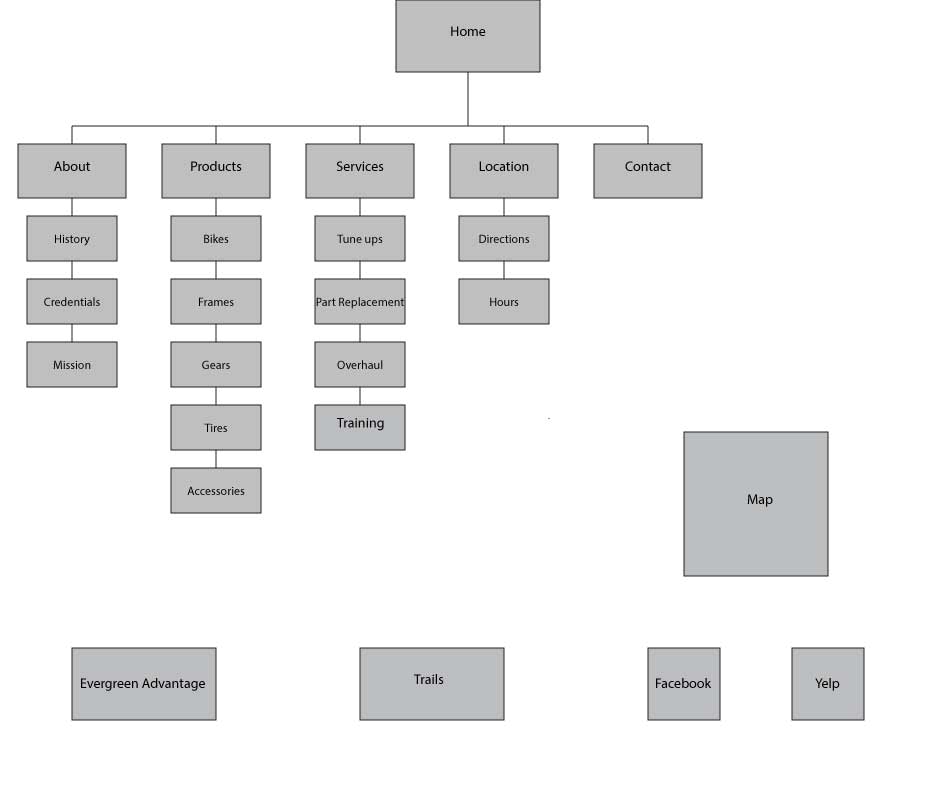 Home
About
Products
Services
Location
Contact
History
Bikes
Tune ups
Directions
Credentials
Frames
Part Replacement
Hours
Mission
Gears
Overhaul
Tires
Training
Accessories
Map
Evergreen Advantage
Trails
Facebook
Yelp